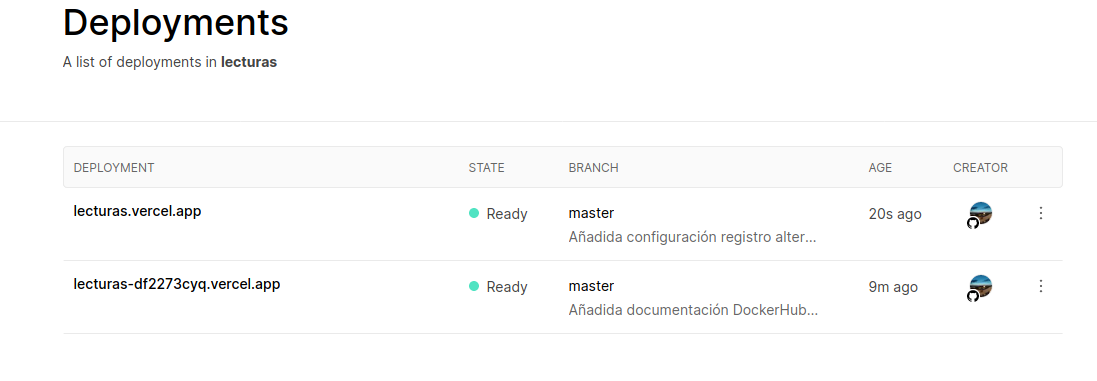 Deployments
A list of deployments in lecturas
DEPLOYMENT STATE BRANCH AGE CREATOR
lecturas.vercel.app Ready master 20s ago
Añadida configuración registro alter...
lecturas-df2273cyq.vercel.app Ready master 9m ago
Añadida documentación DockerHub...